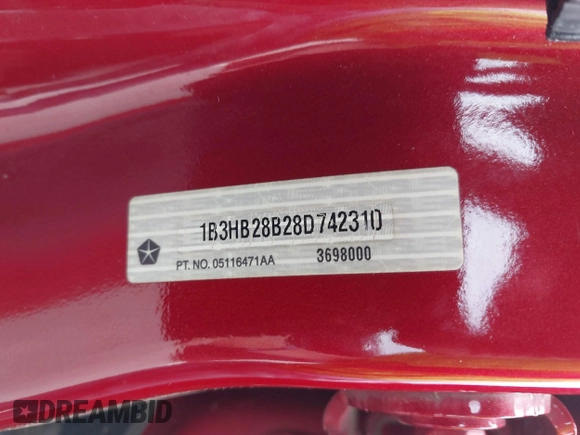 1B3HB28B28D742310
PT. NO. 05116471AA 3698000
DREAMBID